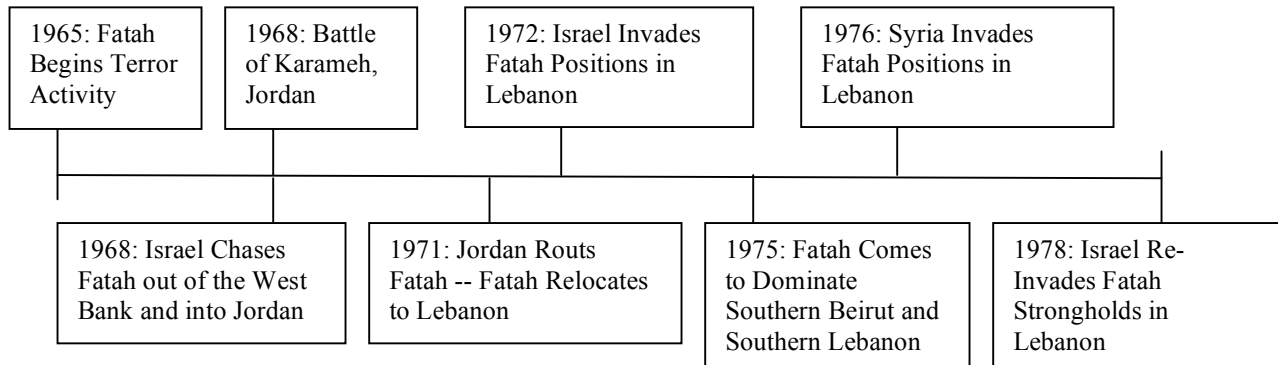 1965: Fatah
Begins Terror
Activity
1968: Battle
of Karameh,
Jordan
1972: Israel Invades
Fatah Positions in
Lebanon
1976: Syria Invades
Fatah Positions in
Lebanon
1968: Israel Chases
Fatah out of the West
Bank and into Jordan
1971: Jordan Routs
Fatah -- Fatah Relocates
to Lebanon
1975: Fatah Comes
to Dominate
Southern Beirut and
Southern Lebanon
1978: Israel Re-
Invades Fatah
Strongholds in
Lebanon